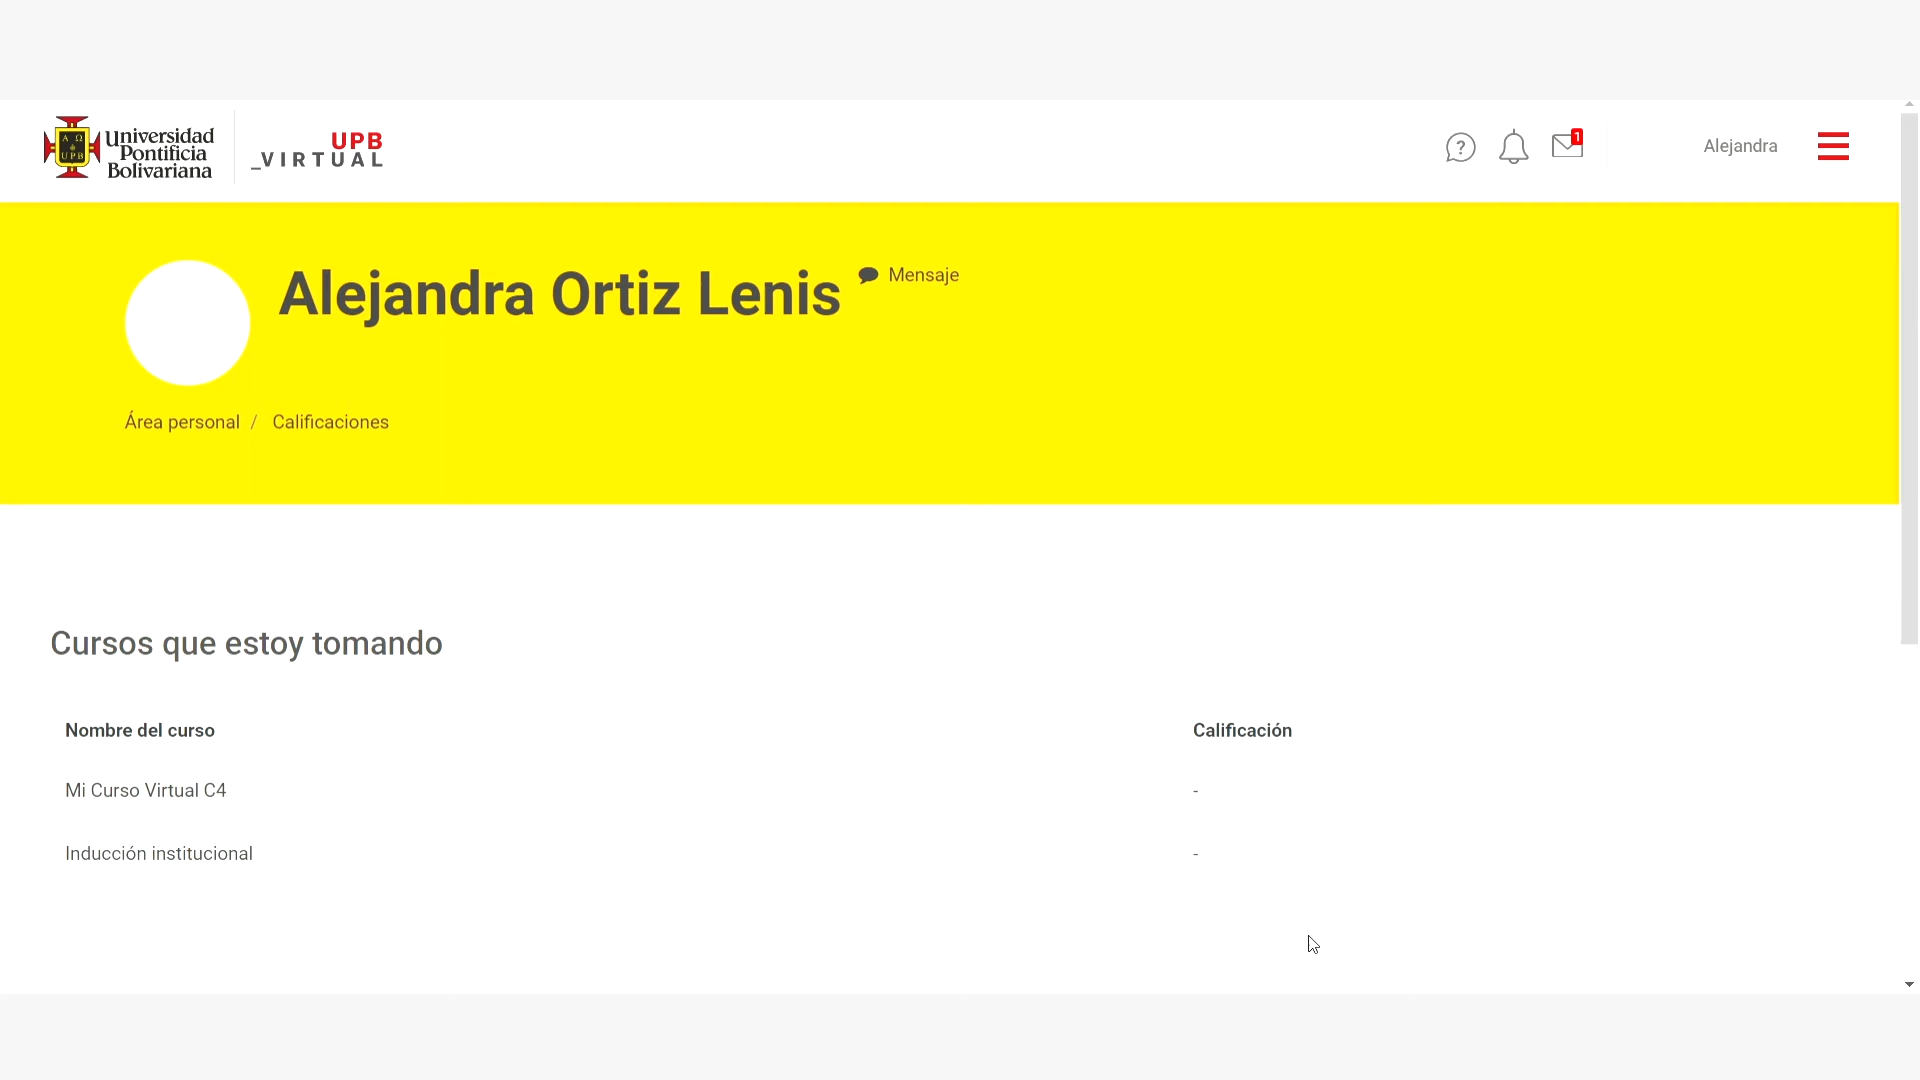 A Ω
UPB
Universidad
Pontificia
Bolivariana
UPB
_VIRTUAL
?
1
Alejandra
Alejandra Ortiz Lenis
Mensaje
Área personal / Calificaciones
Cursos que estoy tomando
Nombre del curso Calificación
Mi Curso Virtual C4 -
Inducción institucional -